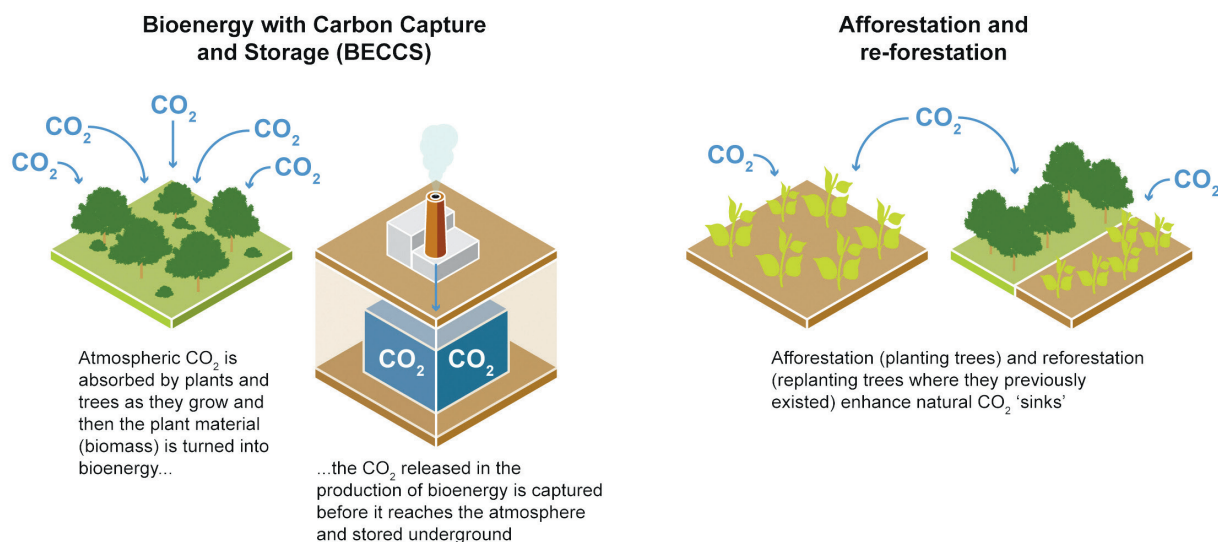 Bioenergy with Carbon Capture
and Storage (BECCS)
CO₂
CO₂
CO₂
CO₂
CO₂
Atmospheric CO₂ is
absorbed by plants and
trees as they grow and
then the plant material
(biomass) is turned into
bioenergy...
CO₂
CO₂
...the CO₂ released in the
production of bioenergy is captured
before it reaches the atmosphere
and stored underground
Afforestation and
re-forestation
CO₂
CO₂
CO₂
Afforestation (planting trees) and reforestation
(replanting trees where they previously
existed) enhance natural CO₂ ‘sinks’